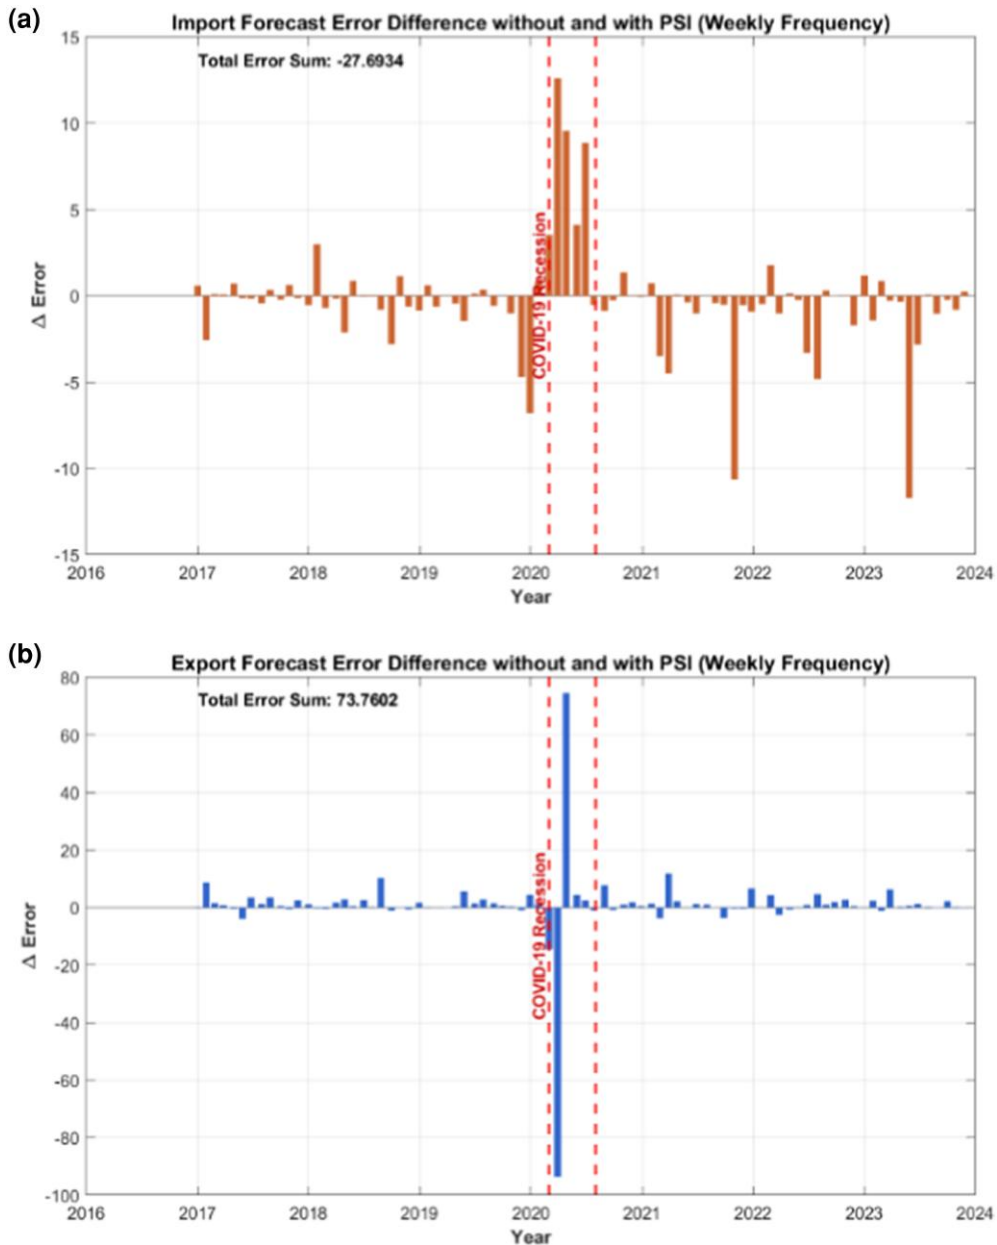 (a)
Import Forecast Error Difference without and with PSI (Weekly Frequency)
Total Error Sum: -27.6934
15
10
5
0
-5
-10
-15
Δ Error
COVID-19 Recession
2016 2017 2018 2019 2020 2021 2022 2023 2024
Year
(b)
Export Forecast Error Difference without and with PSI (Weekly Frequency)
Total Error Sum: 73.7602
80
60
40
20
0
-20
-40
-60
-80
-100
Δ Error
COVID-19 Recession
2016 2017 2018 2019 2020 2021 2022 2023 2024
Year